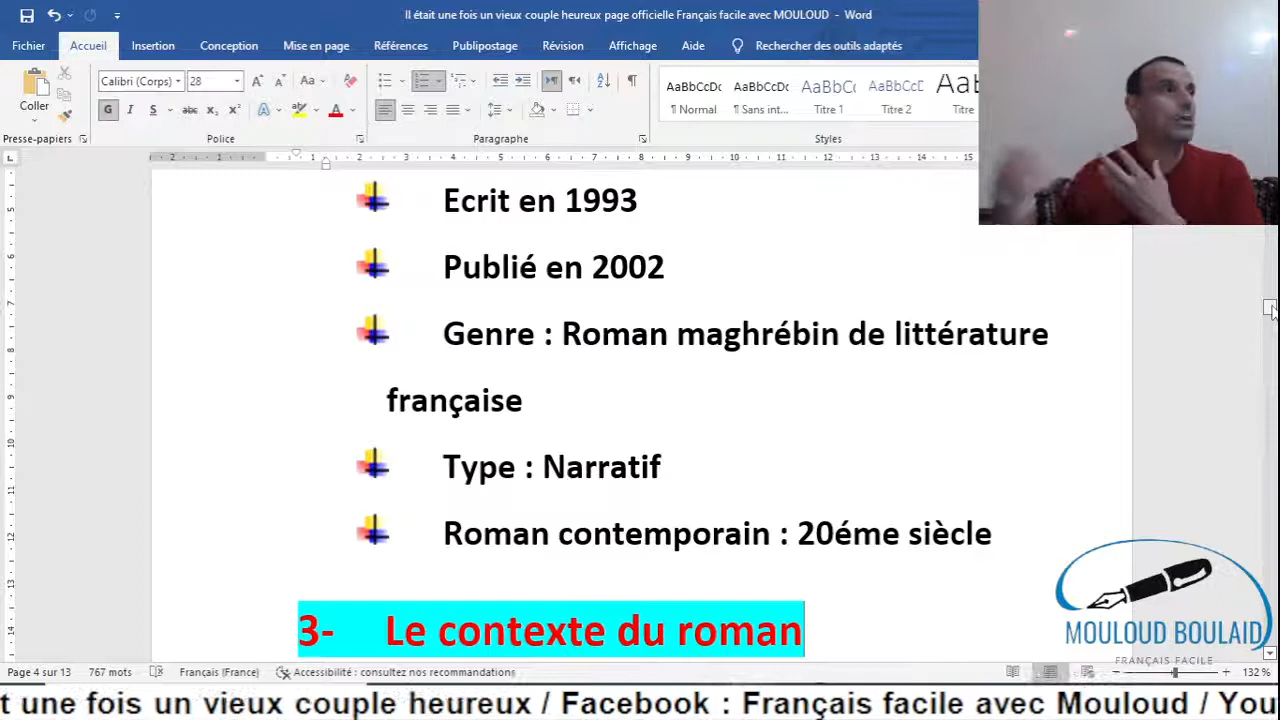 Il était une fois un vieux couple heureux page officielle Français facile avec MOULOUD - Word
Fichier Accueil Insertion Conception Mise en page Références Publipostage Révision Affichage Aide Rechercher des outils adaptés
Calibri (Corps) 28
AaBbCcDc AaBbCcDc AaBbCcD AaBbCcD
Coller
G I S abc x₂ x²
¶ Normal ¶ Sans int... Titre 1 Titre 2 Titre
Presse-papiers Police Paragraphe Styles
Ecrit en 1993
Publié en 2002
Genre : Roman maghrébin de littérature
française
Type : Narratif
Roman contemporain : 20éme siècle
3- Le contexte du roman
MOULOUD BOULAID
FRANÇAIS FACILE
Page 4 sur 13 767 mots Français (France) Accessibilité : consultez nos recommandations 132 %
t une fois un vieux couple heureux / Facebook : Français facile avec Mouloud / You